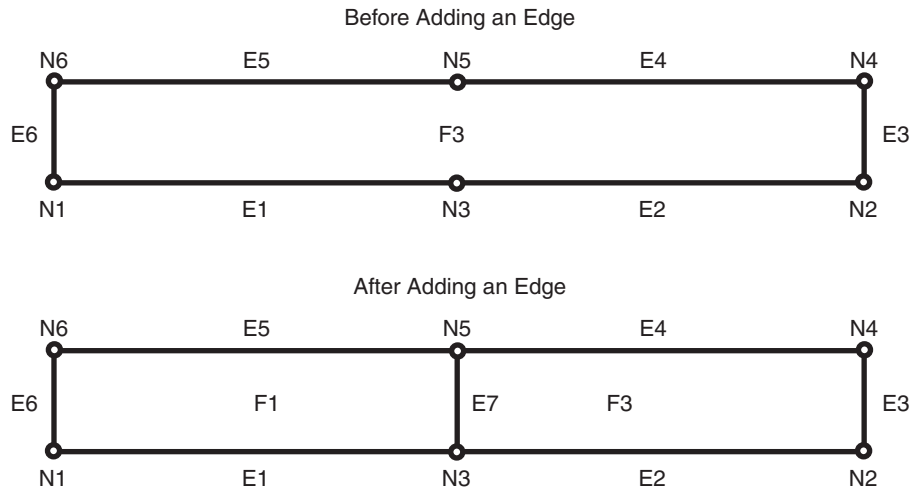 Before Adding an Edge
N6 E5 N5 E4 N4
E6 F3 E3
N1 E1 N3 E2 N2
After Adding an Edge
N6 E5 N5 E4 N4
E6 F1 E7 F3 E3
N1 E1 N3 E2 N2